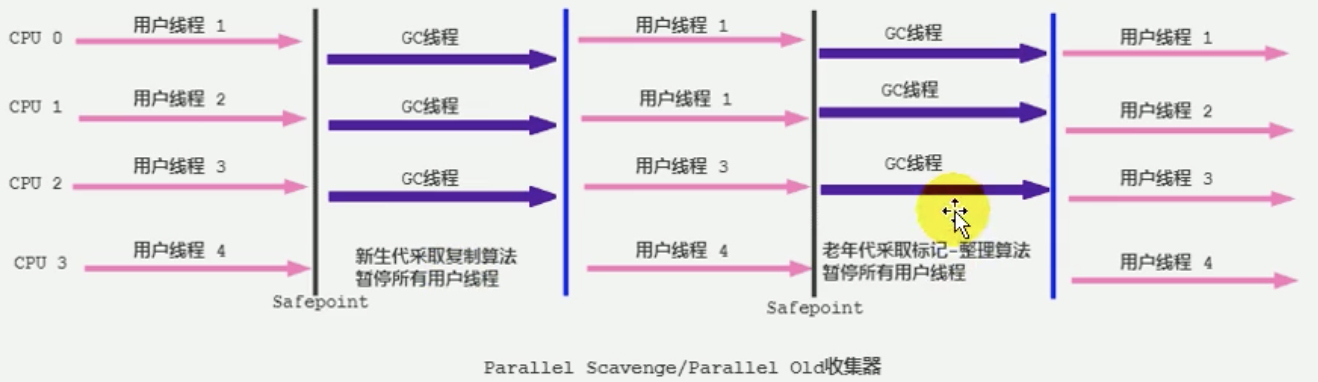 CPU 0 用户线程 1 GC线程 用户线程 1 GC线程 用户线程 1
CPU 1 用户线程 2 GC线程 用户线程 1 GC线程 用户线程 2
CPU 2 用户线程 3 GC线程 用户线程 3 GC线程 用户线程 3
CPU 3 用户线程 4 用户线程 4 用户线程 4
新生代采取复制算法
暂停所有用户线程
老年代采取标记-整理算法
暂停所有用户线程
Safepoint Safepoint
Parallel Scavenge/Parallel Old收集器